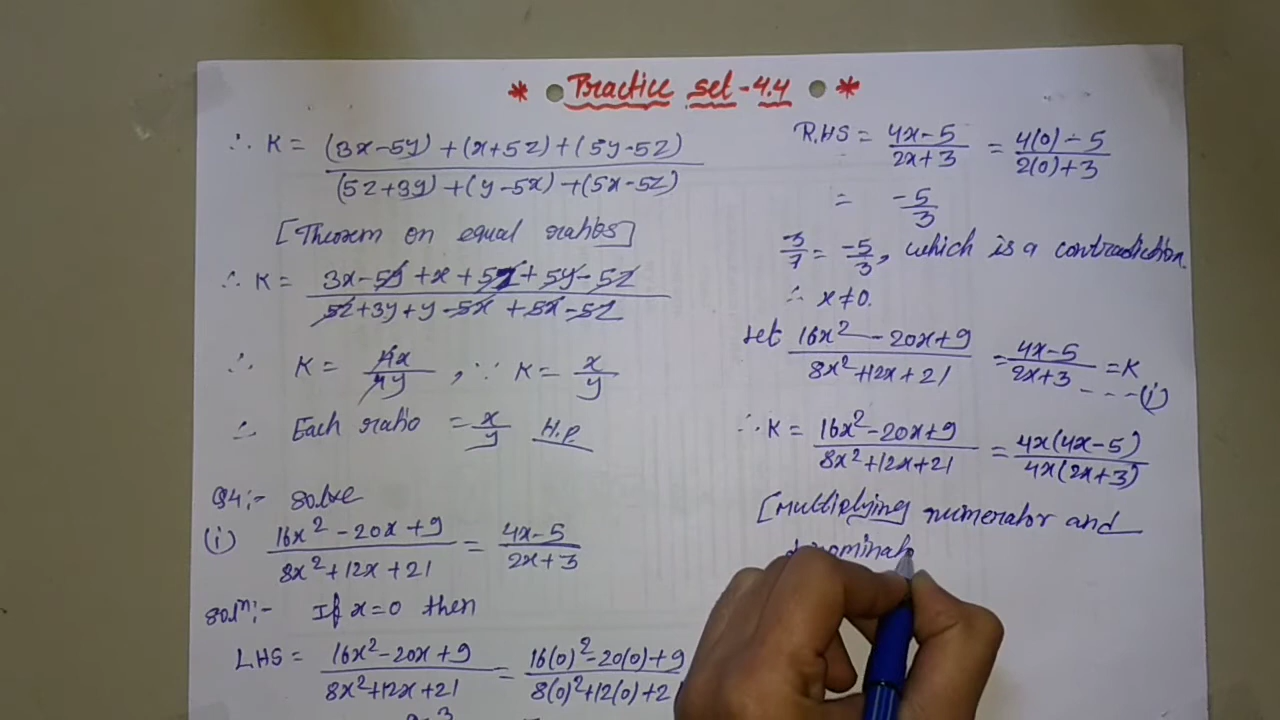 * Practice set-4.4 *
∴ K = (3x-5y) + (x+5z) + (5y-5z) / (5z+3y) + (y-5x) + (5x-5z)
[Theorem on equal ratios]
∴ K = 3x-5y + x + 5z + 5y - 5z / 5z + 3y + y - 5x + 5x - 5z
∴ K = 4x / 4y , ∵ K = x / y
∴ Each ratio = x / y H.P
Q4:- solve
(i) 16x² - 20x + 9 / 8x² + 12x + 21 = 4x-5 / 2x+3
solⁿ:- If x=0 then
LHS = 16x² - 20x + 9 / 8x² + 12x + 21 = 16(0)² - 20(0) + 9 / 8(0)² + 12(0) + 2
R.HS = 4x-5 / 2x+3 = 4(0) - 5 / 2(0) + 3
= -5 / 3
3 / 7 = -5 / 3, which is a contradiction.
∴ x ≠ 0.
set 16x² - 20x + 9 / 8x² + 12x + 21 = 4x-5 / 2x+3 = K
- - - (i)
∴ K = 16x² - 20x + 9 / 8x² + 12x + 21 = 4x(4x-5) / 4x(2x+3)
[multiplying numerator and